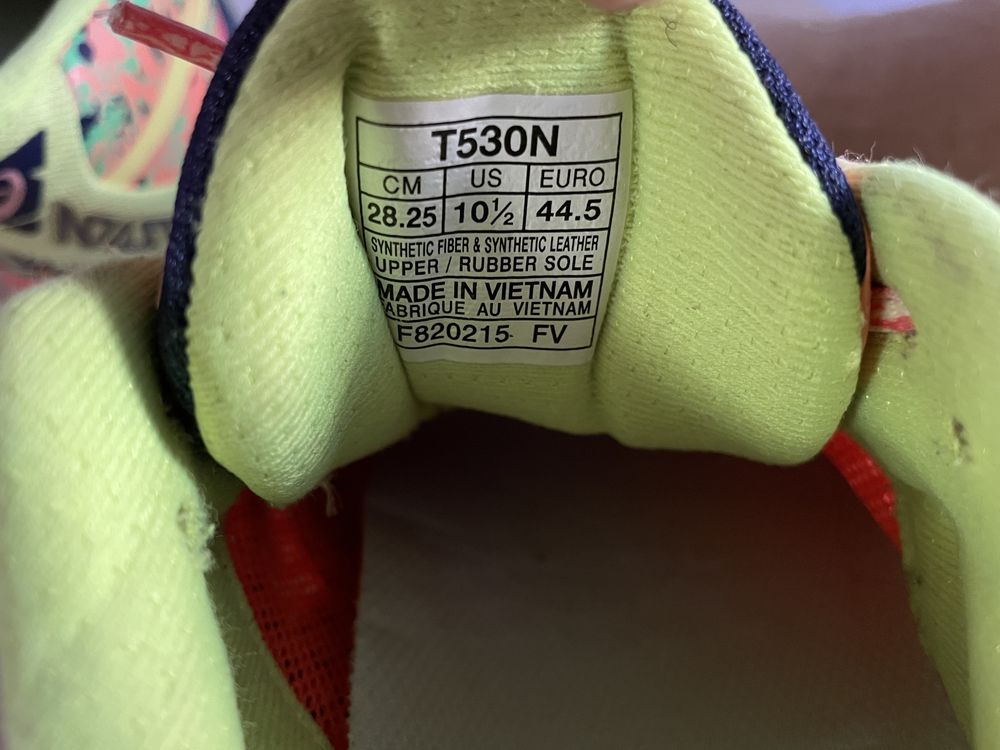 T530N
CM US EURO
28.25 10½ 44.5
SYNTHETIC FIBER & SYNTHETIC LEATHER
UPPER / RUBBER SOLE
MADE IN VIETNAM
FABRIQUE AU VIETNAM
F820215 FV